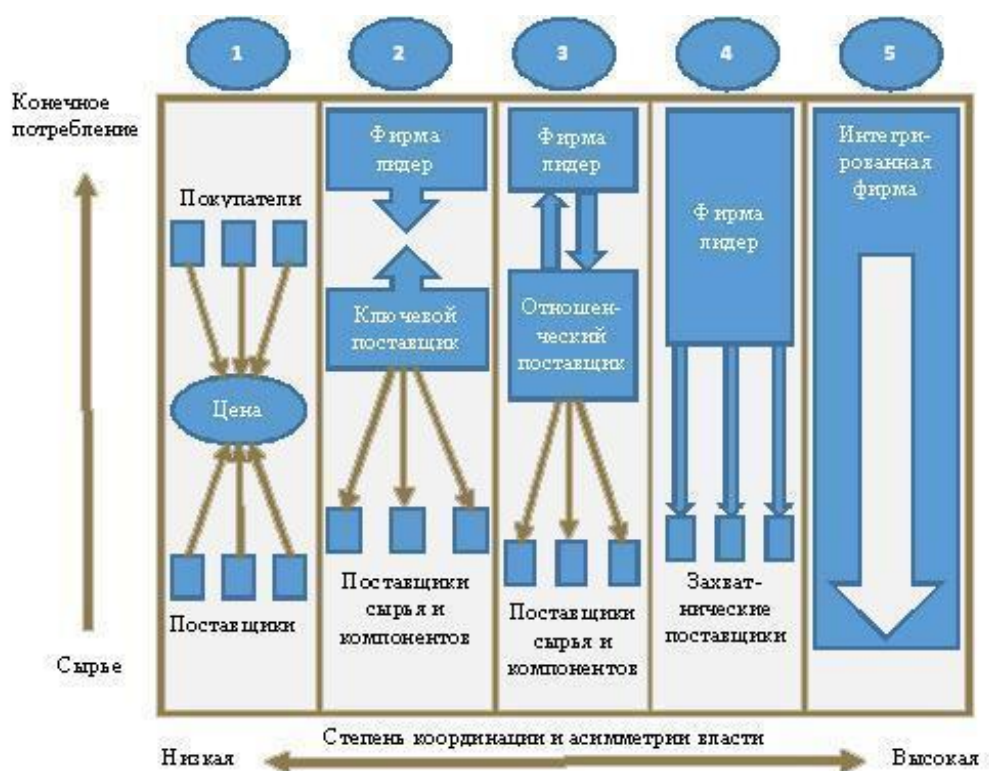 1
2
3
4
5
Конечное
потребление
Сырье
Покупатели
Цена
Поставщики
Фирма
лидер
Ключевой
поставщик
Поставщики
сырья и
компонентов
Фирма
лидер
Отношен-
ческий
поставщик
Поставщики
сырья и
компонентов
Фирма
лидер
Захват-
нические
поставщики
Интегри-
рованная
фирма
Степень координации и асимметрии власти
Низкая
Высокая